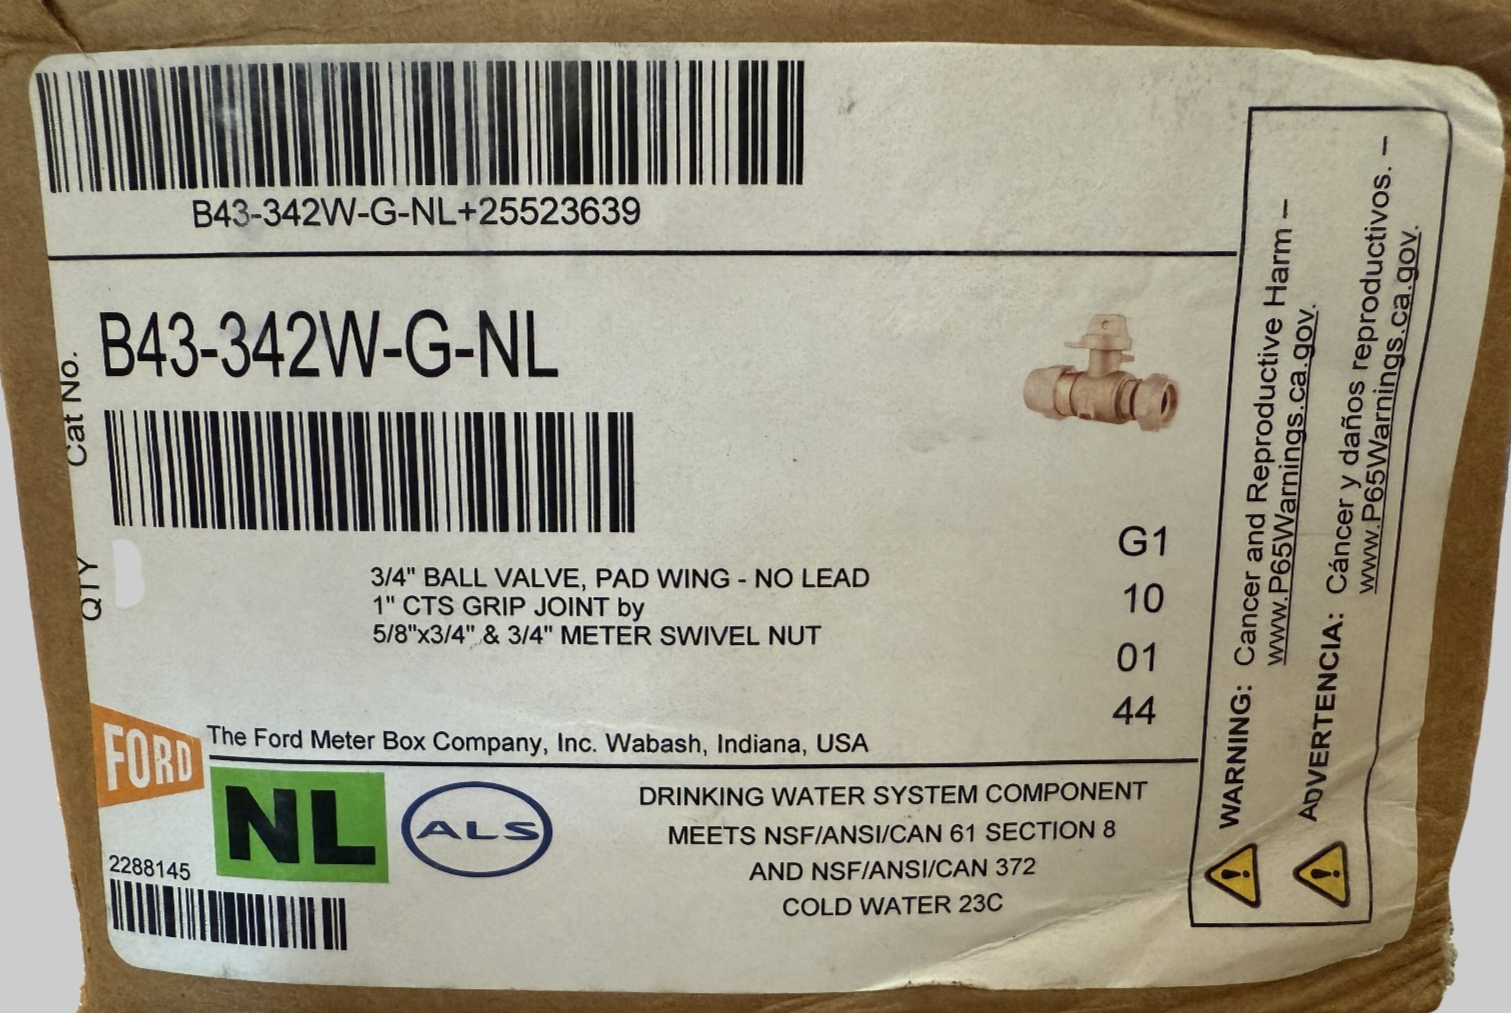 B43-342W-G-NL+25523639
Cat No.
B43-342W-G-NL
QTY
3/4" BALL VALVE, PAD WING - NO LEAD
1" CTS GRIP JOINT by
5/8"x3/4" & 3/4" METER SWIVEL NUT
G1
10
01
44
FORD
The Ford Meter Box Company, Inc. Wabash, Indiana, USA
NL
ALS
2288145
DRINKING WATER SYSTEM COMPONENT
MEETS NSF/ANSI/CAN 61 SECTION 8
AND NSF/ANSI/CAN 372
COLD WATER 23C
WARNING: Cancer and Reproductive Harm –
www.P65Warnings.ca.gov.
ADVERTENCIA: Cáncer y daños reproductivos. –
www.P65Warnings.ca.gov.